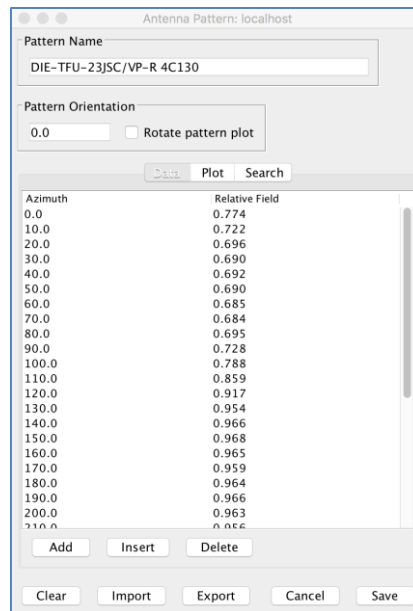 Antenna Pattern: localhost
Pattern Name
DIE-TFU-23JSC/VP-R 4C130
Pattern Orientation
0.0 Rotate pattern plot
Data Plot Search
Azimuth Relative Field
0.0 0.774
10.0 0.722
20.0 0.696
30.0 0.690
40.0 0.692
50.0 0.690
60.0 0.685
70.0 0.684
80.0 0.695
90.0 0.728
100.0 0.788
110.0 0.859
120.0 0.917
130.0 0.954
140.0 0.966
150.0 0.968
160.0 0.965
170.0 0.959
180.0 0.964
190.0 0.966
200.0 0.963
210.0 0.956
Add Insert Delete
Clear Import Export Cancel Save